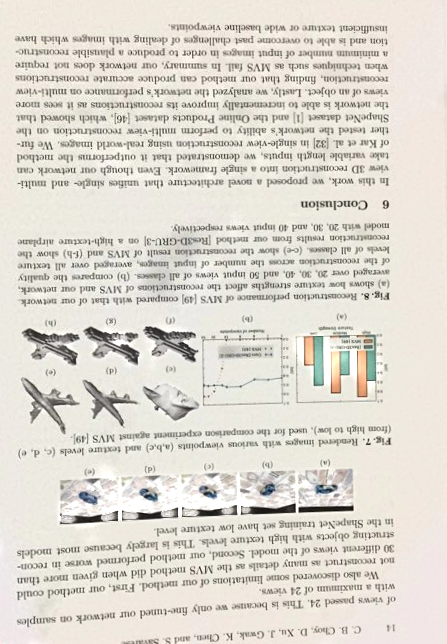 14 C. B. Choy, D. Xu, J. Gwak, K. Chen, and S. Savarese
of views passed 24. This is because we only fine-tuned our network on samples
with a maximum of 24 views.
We also discovered some limitations of our method. First, our method could
not reconstruct as many details as the MVS method did when given more than
30 different views of the model. Second, our method performed worse in recon-
structing objects with high texture levels. This is largely because most models
in the ShapeNet training set have low texture level.
(a) (b) (c) (d) (e)
Fig. 7. Rendered images with various viewpoints (a,b,c) and texture levels (c, d, e)
(from high to low), used for the comparison experiment against MVS [49].
(a) (b) (c) (d) (e)
(f) (g) (h)
Fig. 8. Reconstruction performance of MVS [49] compared with that of our network.
(a) shows how texture strengths affect the reconstructions of MVS and our network,
averaged over 20, 30, 40, and 50 input views of all classes. (b) compares the quality
of the reconstruction across the number of input images, averaged over all texture
levels of all classes. (c-e) show the reconstruction result of MVS and (f-h) show the
reconstruction results from our method [Res3D-GRU-3] on a high-texture airplane
model with 20, 30, and 40 input views respectively.
6 Conclusion
In this work, we proposed a novel architecture that unifies single- and multi-
view 3D reconstruction into a single framework. Even though our network can
take variable length inputs, we demonstrated that it outperforms the method
of Kar et al. [32] in single-view reconstruction using real-world images. We fur-
ther tested the network's ability to perform multi-view reconstruction on the
ShapeNet dataset [1] and the Online Products dataset [46], which showed that
the network is able to incrementally improve its reconstructions as it sees more
views of an object. Lastly, we analyzed the network's performance on multi-view
reconstruction, finding that our method can produce accurate reconstructions
when techniques such as MVS fail. In summary, our network does not require
a minimum number of input images in order to produce a plausible reconstruc-
tion and is able to overcome past challenges of dealing with images which have
insufficient texture or wide baseline viewpoints.